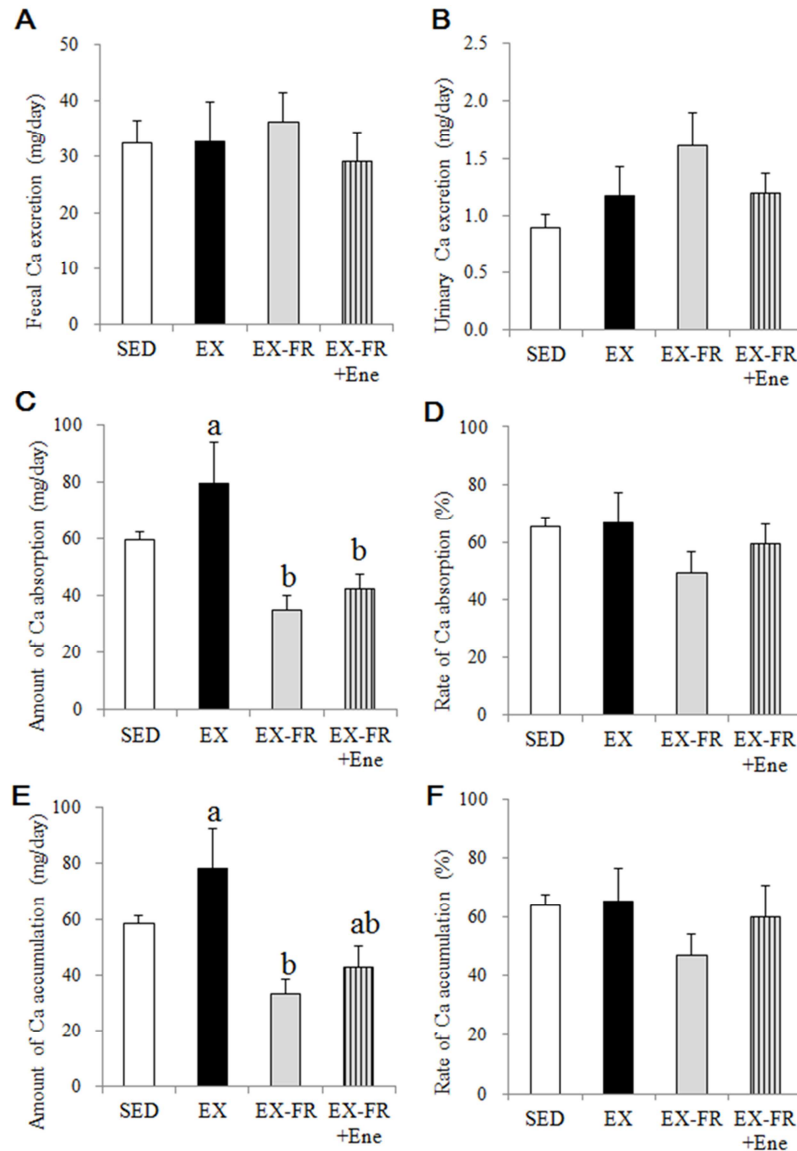 A
Fecal Ca excretion (mg/day)
50
40
30
20
10
0
SED EX EX-FR EX-FR
+Ene
B
Urinary Ca excretion (mg/day)
2.5
2.0
1.5
1.0
0.5
0.0
SED EX EX-FR EX-FR
+Ene
C
Amount of Ca absorption (mg/day)
100
80
60
40
20
0
a
b
b
SED EX EX-FR EX-FR
+Ene
D
Rate of Ca absorption (%)
100
80
60
40
20
0
SED EX EX-FR EX-FR
+Ene
E
Amount of Ca accumulation (mg/day)
100
80
60
40
20
0
a
b
ab
SED EX EX-FR EX-FR
+Ene
F
Rate of Ca accumulation (%)
100
80
60
40
20
0
SED EX EX-FR EX-FR
+Ene